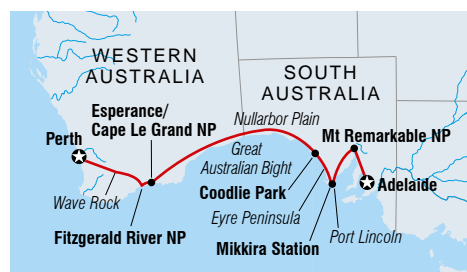 WESTERN
AUSTRALIA
SOUTH
AUSTRALIA
Esperance/
Cape Le Grand NP
Nullarbor Plain
Mt Remarkable NP
Perth
Great
Australian Bight
Coodlie Park
Adelaide
Wave Rock
Eyre Peninsula
Fitzgerald River NP
Mikkira Station
Port Lincoln